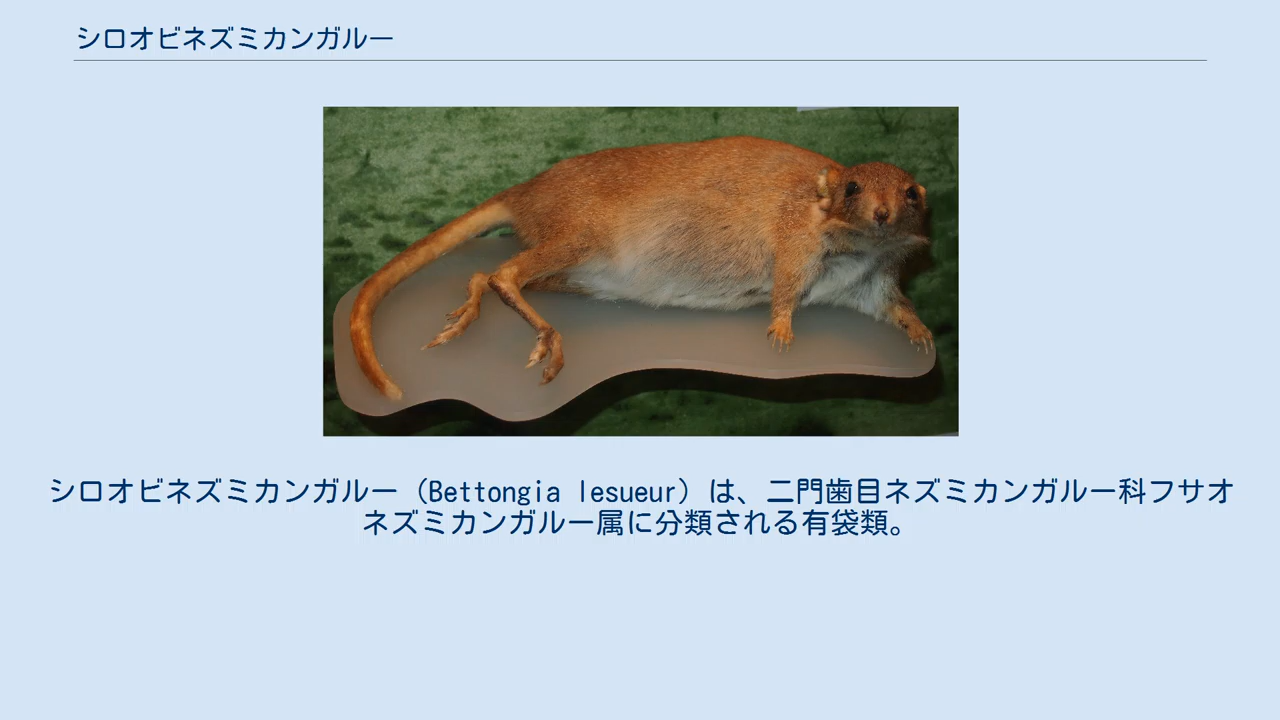 シロオビネズミカンガルー
シロオビネズミカンガルー（Bettongia lesueur）は、二門歯目ネズミカンガルー科フサオ
ネズミカンガルー属に分類される有袋類。